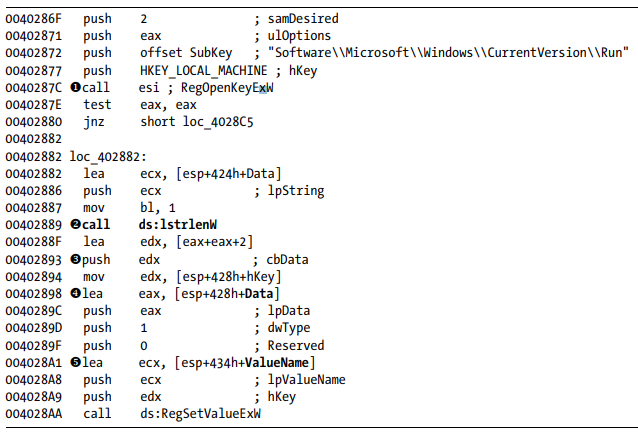 0040286F push 2 ; samDesired
00402871 push eax ; ulOptions
00402872 push offset SubKey ; "Software\\Microsoft\\Windows\\CurrentVersion\\Run"
00402877 push HKEY_LOCAL_MACHINE ; hKey
0040287C ❶call esi ; RegOpenKeyExW
0040287E test eax, eax
00402880 jnz short loc_4028C5
00402882
00402882 loc_402882:
00402882 lea ecx, [esp+424h+Data]
00402886 push ecx ; lpString
00402887 mov bl, 1
00402889 ❷call ds:lstrlenW
0040288F lea edx, [eax+eax+2]
00402893 ❸push edx ; cbData
00402894 mov edx, [esp+428h+hKey]
00402898 ❹lea eax, [esp+428h+Data]
0040289C push eax ; lpData
0040289D push 1 ; dwType
0040289F push 0 ; Reserved
004028A1 ❺lea ecx, [esp+434h+ValueName]
004028A8 push ecx ; lpValueName
004028A9 push edx ; hKey
004028AA call ds:RegSetValueExW